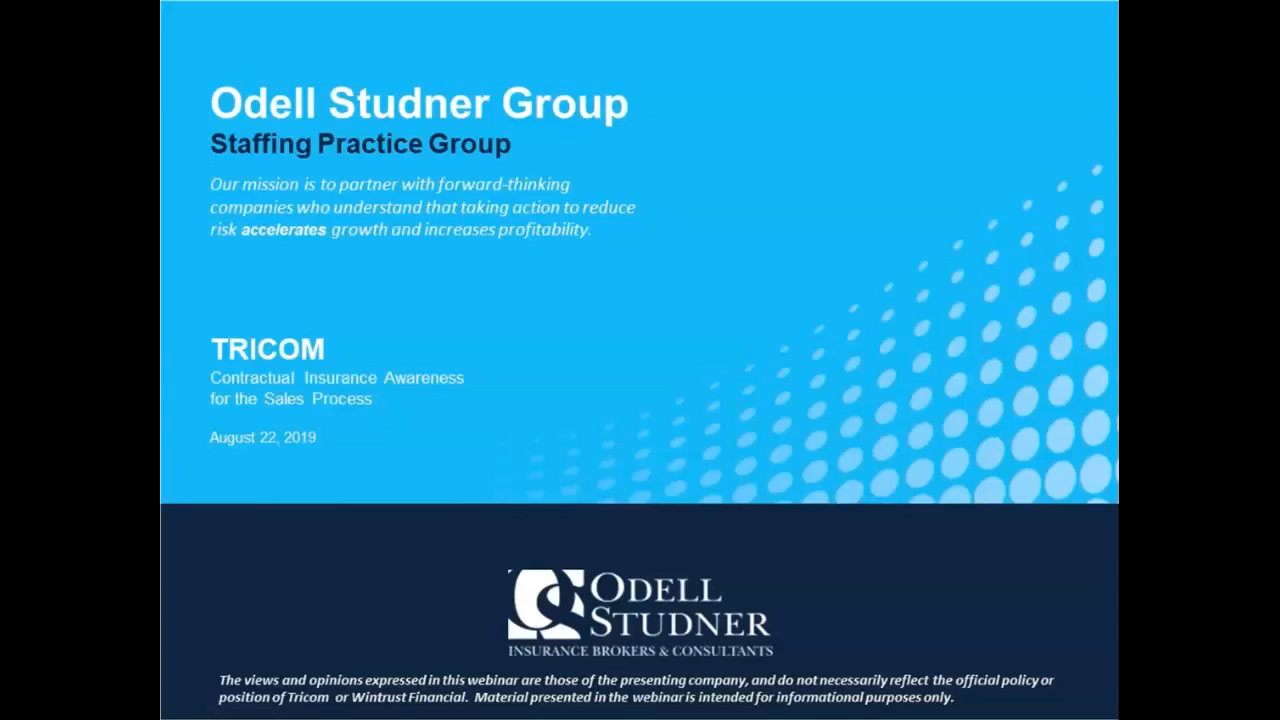 Odell Studner Group
Staffing Practice Group
Our mission is to partner with forward-thinking
companies who understand that taking action to reduce
risk accelerates growth and increases profitability.
TRICOM
Contractual Insurance Awareness
for the Sales Process
August 22, 2019
OS
ODELL
STUDNER
INSURANCE BROKERS & CONSULTANTS
The views and opinions expressed in this webinar are those of the presenting company, and do not necessarily reflect the official policy or
position of Tricom or Wintrust Financial. Material presented in the webinar is intended for informational purposes only.